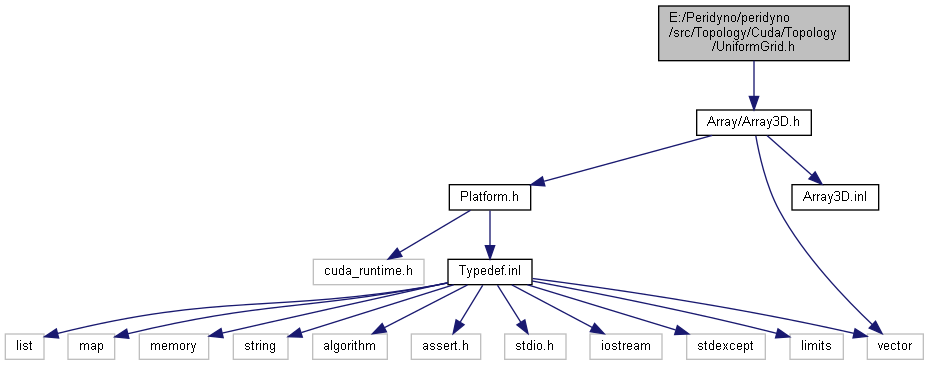 E:/Peridyno/peridyno
/src/Topology/Cuda/Topology
/UniformGrid.h
Array/Array3D.h
Platform.h
Array3D.inl
cuda_runtime.h
Typedef.inl
list
map
memory
string
algorithm
assert.h
stdio.h
iostream
stdexcept
limits
vector